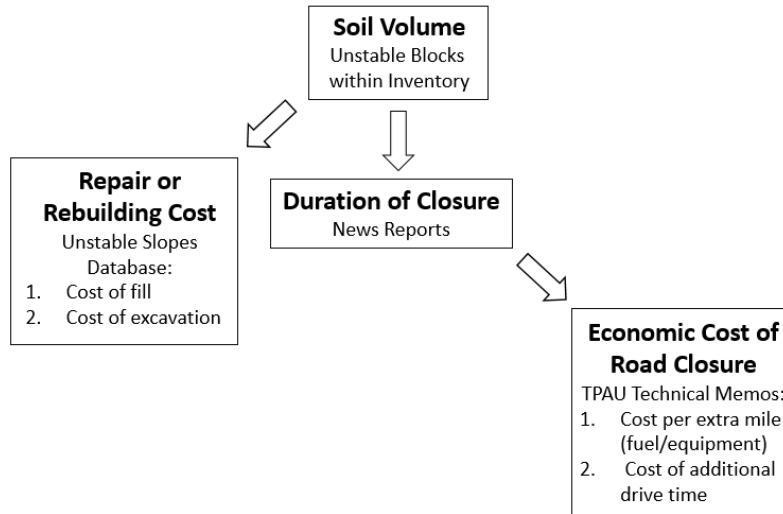 Soil Volume
Unstable Blocks
within Inventory
Repair or
Rebuilding Cost
Unstable Slopes
Database:
1. Cost of fill
2. Cost of excavation
Duration of Closure
News Reports
Economic Cost of
Road Closure
TPAU Technical Memos:
1. Cost per extra mile
(fuel/equipment)
2. Cost of additional
drive time